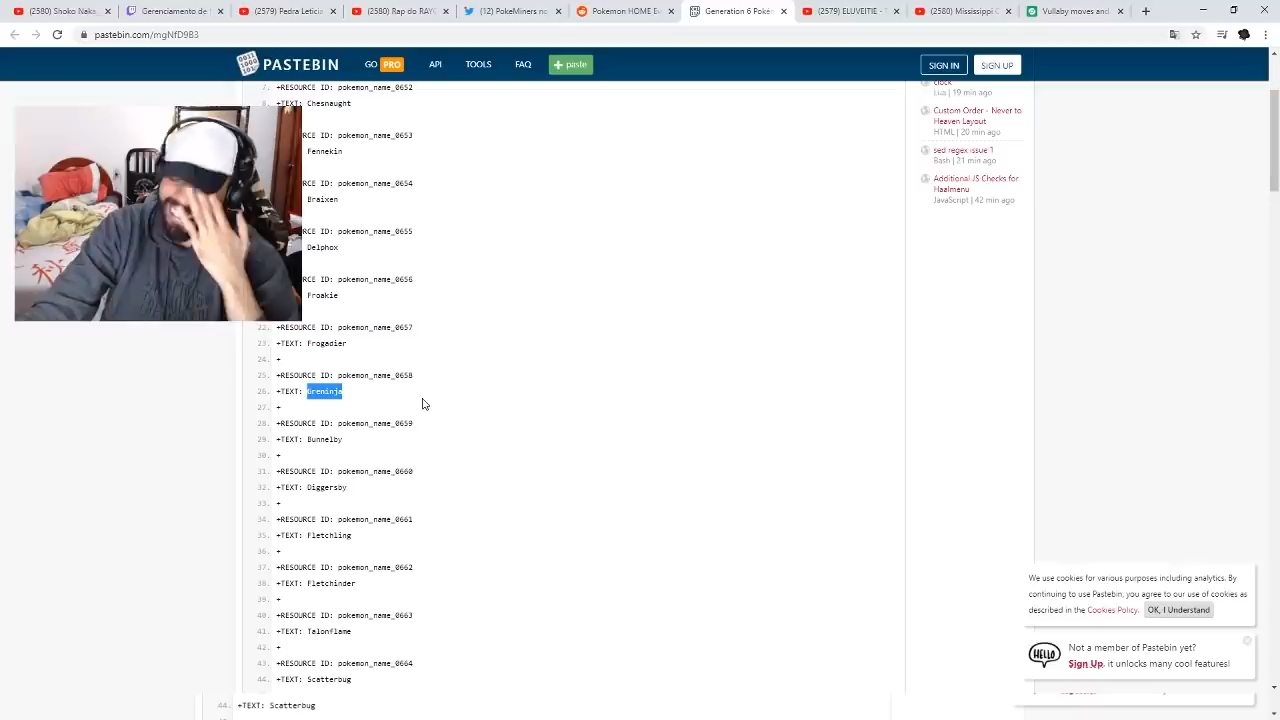 (2580) Shoko Naka
Gerenciamento de
(2579) Pedra Leticia
(2580) Rap do RAY
(12) PokeMiners no
Pokemon HOME Ev
Generation 6 Poké
(2579) ELUVEITIE - T
(2580) Mississippi C
Vullaby moves and
pastebin.com/mgNfD9B3
PASTEBIN
GO PRO
API
TOOLS
FAQ
+ paste
SIGN IN
SIGN UP
7. +RESOURCE ID: pokemon_name_0652
8. +TEXT: Chesnaught
RCE ID: pokemon_name_0653
Fennekin
RCE ID: pokemon_name_0654
Braixen
RCE ID: pokemon_name_0655
Delphox
RCE ID: pokemon_name_0656
Froakie
22. +RESOURCE ID: pokemon_name_0657
23. +TEXT: Frogadier
24. +
25. +RESOURCE ID: pokemon_name_0658
26. +TEXT: Greninja
27. +
28. +RESOURCE ID: pokemon_name_0659
29. +TEXT: Bunnelby
30. +
31. +RESOURCE ID: pokemon_name_0660
32. +TEXT: Diggersby
33. +
34. +RESOURCE ID: pokemon_name_0661
35. +TEXT: Fletchling
36. +
37. +RESOURCE ID: pokemon_name_0662
38. +TEXT: Fletchinder
39. +
40. +RESOURCE ID: pokemon_name_0663
41. +TEXT: Talonflame
42. +
43. +RESOURCE ID: pokemon_name_0664
44. +TEXT: Scatterbug
44. +TEXT: Scatterbug
clock
Lua | 19 min ago
Custom Order - Never to
Heaven Layout
HTML | 20 min ago
sed regex issue 1
Bash | 21 min ago
Additional JS Checks for
Haalmenu
JavaScript | 42 min ago
We use cookies for various purposes including analytics. By
continuing to use Pastebin, you agree to our use of cookies as
described in the Cookies Policy. OK, I Understand
HELLO
Not a member of Pastebin yet?
Sign Up, it unlocks many cool features!